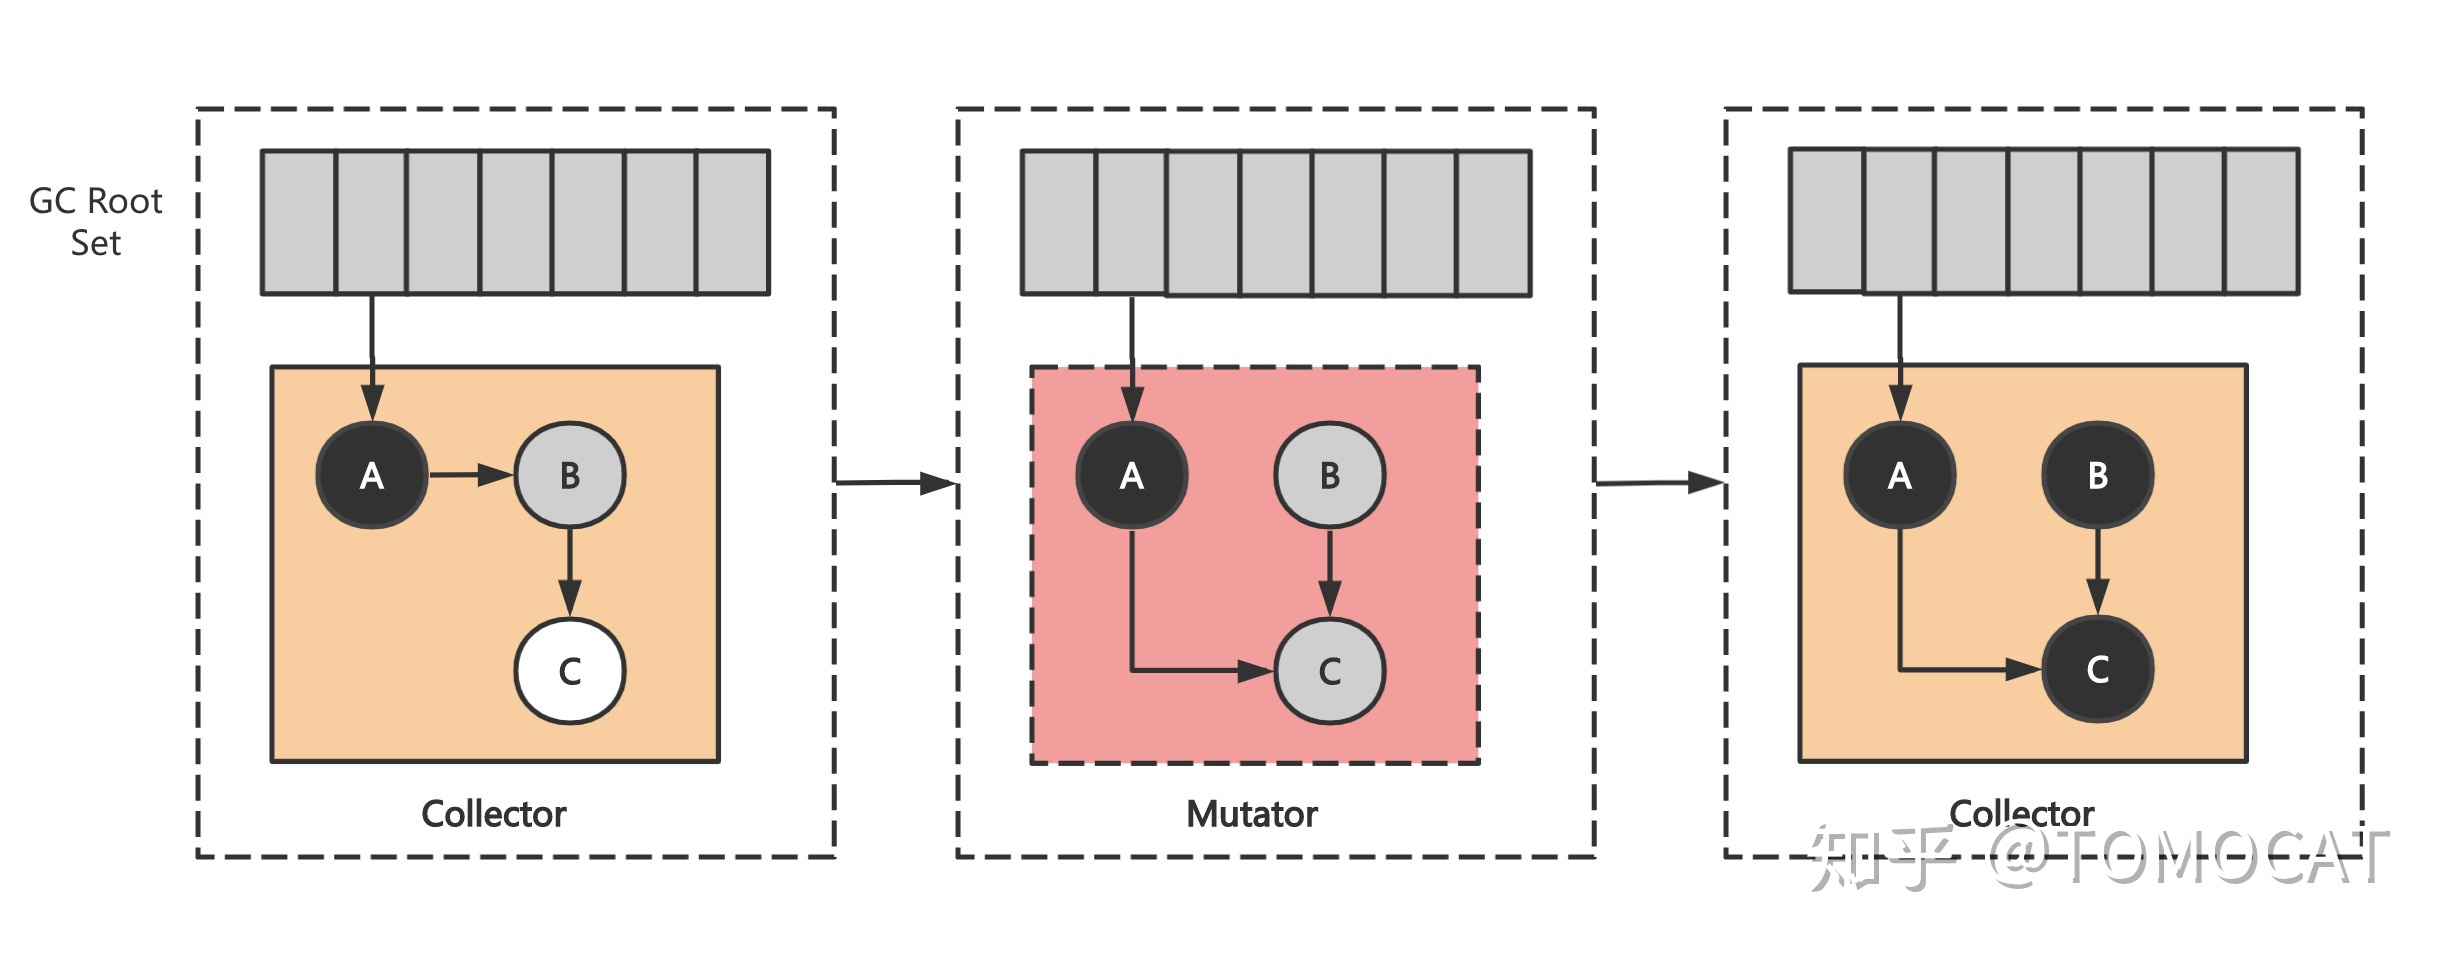 GC Root
Set
A
B
C
Collector
A
B
C
Mutator
A
B
C
Collector
知乎 @TOMOCAT